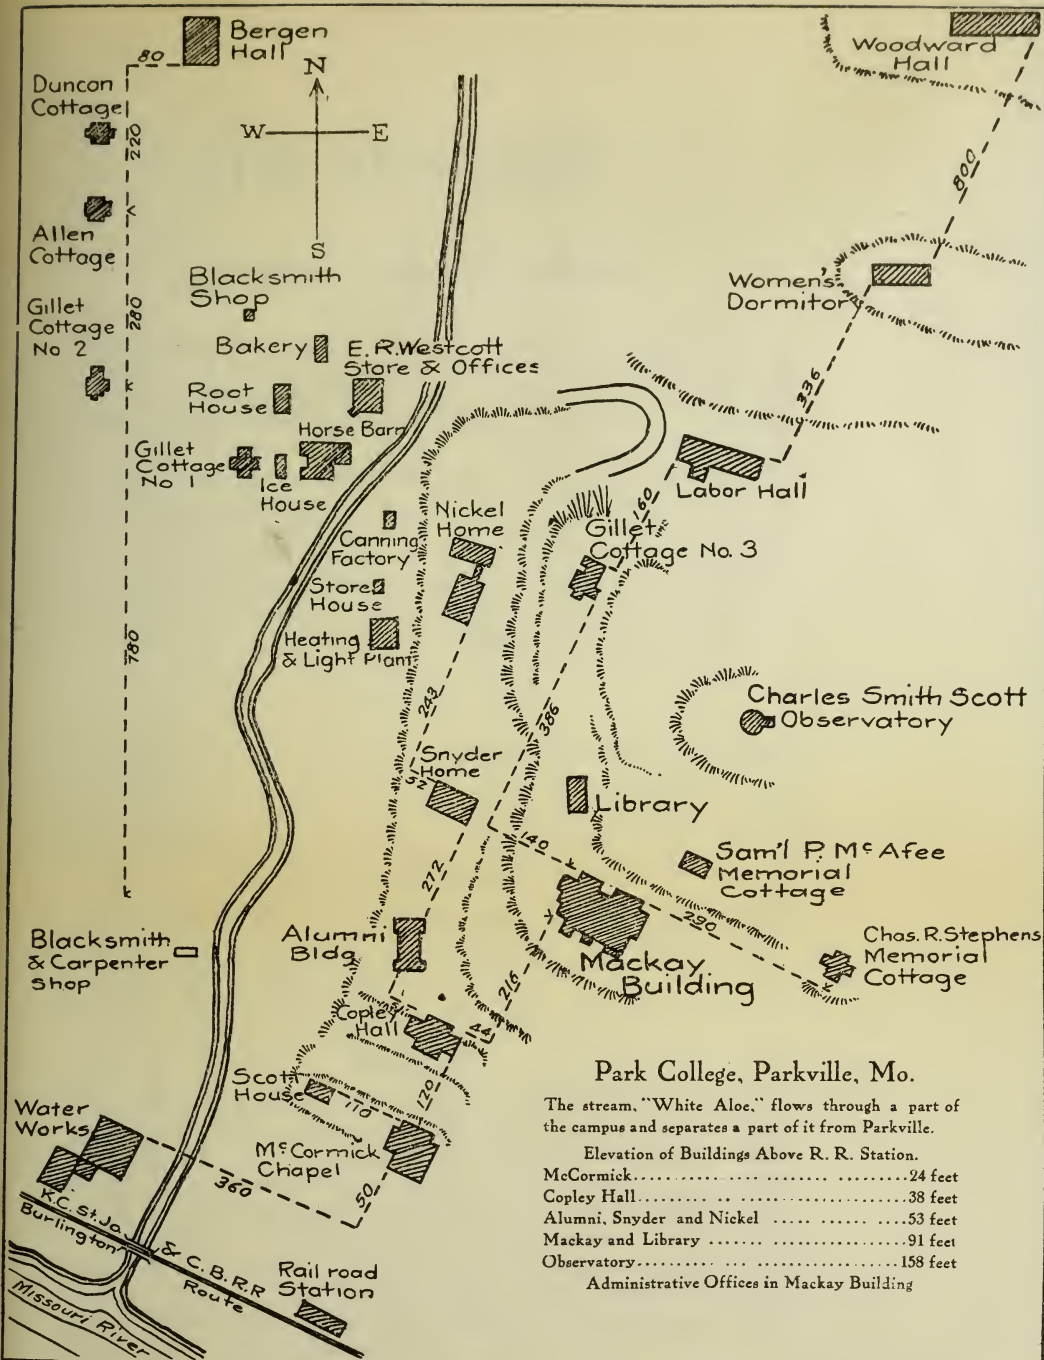 Bergen
Hall
80
N
W
E
S
Woodward
Hall
Duncan
Cottage
220
800
Allen
Cottage
Blacksmith
Shop
Women's
Dormitory
Gillet
Cottage
No 2
280
Bakery
E. R. Westcott
Store & Offices
336
Root
House
Horse Barn
Gillet
Cottage
No 1
Ice
House
Labor Hall
160
Nickel
Home
Gillet
Cottage No. 3
Canning
Factory
Store
House
Heating
& Light Plant
780
243
386
Charles Smith Scott
Observatory
Snyder
Home
52
Library
140
Sam'l P. McAfee
Memorial
Cottage
272
290
Blacksmith
& Carpenter
Shop
Alumni
Bldg
Mackay
Building
Chas. R. Stephens
Memorial
Cottage
216
Copley
Hall
44
Scott
House
110
120
Water
Works
McCormick
Chapel
360
50
K.C. St. Jo. & C. B. R.R
Burlington Route
Rail road
Station
Missouri River
Park College, Parkville, Mo.
The stream, "White Aloe," flows through a part of
the campus and separates a part of it from Parkville.
Elevation of Buildings Above R. R. Station.
McCormick 24 feet
Copley Hall 38 feet
Alumni, Snyder and Nickel 53 feet
Mackay and Library 91 feet
Observatory 158 feet
Administrative Offices in Mackay Building